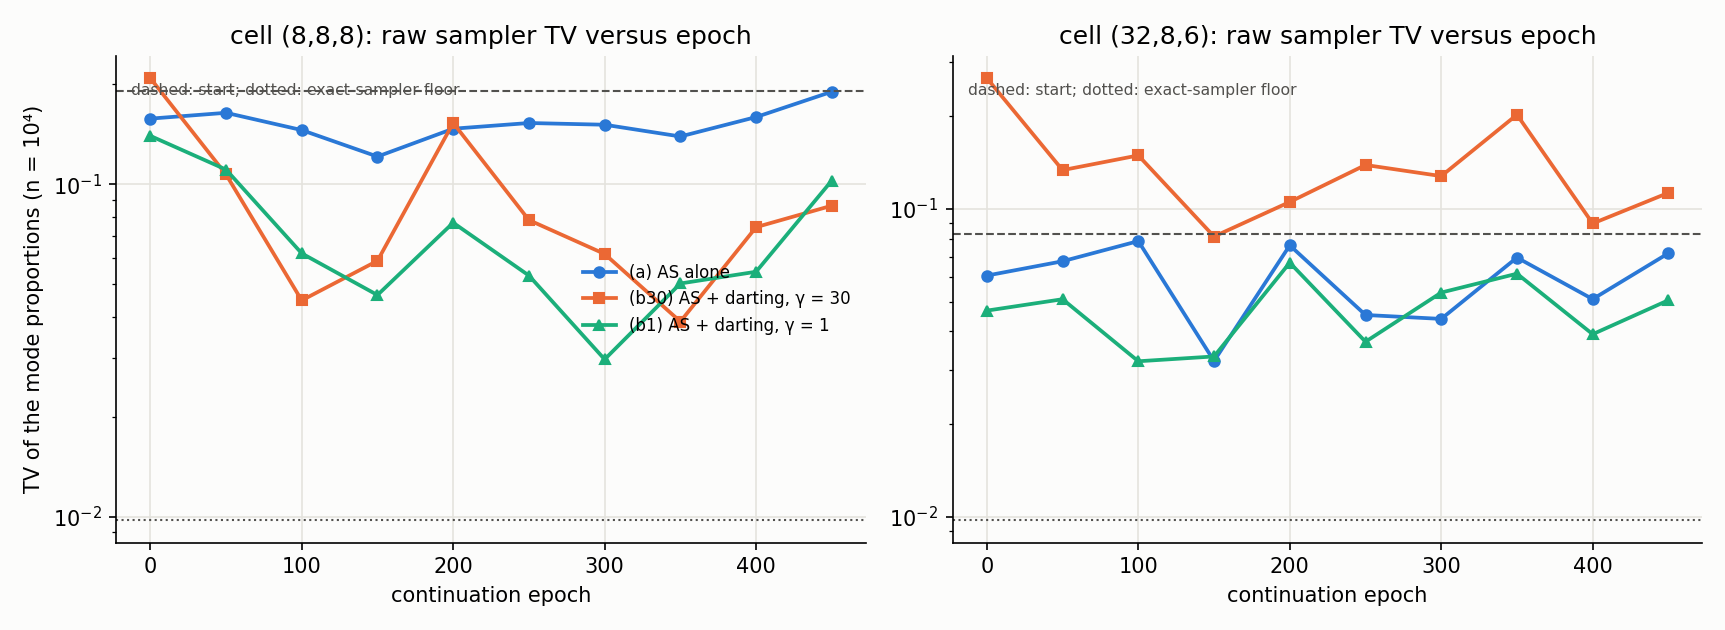 cell (8,8,8): raw sampler TV versus epoch
dashed: start; dotted: exact-sampler floor
TV of the mode proportions (n = 10⁴)
10⁻¹
10⁻²
(a) AS alone
(b30) AS + darting, γ = 30
(b1) AS + darting, γ = 1
0 100 200 300 400
continuation epoch
cell (32,8,6): raw sampler TV versus epoch
dashed: start; dotted: exact-sampler floor
10⁻¹
10⁻²
0 100 200 300 400
continuation epoch